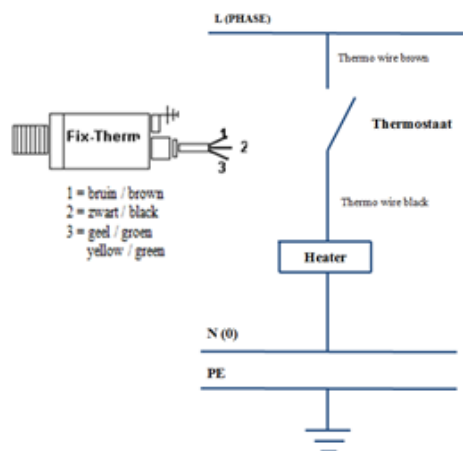 L (PHASE)
Thermo wire brown
Thermostaat
Fix-Therm
1
2
3
1 = bruin / brown
2 = zwart / black
3 = geel / groen
yellow / green
Thermo wire black
Heater
N (0)
PE